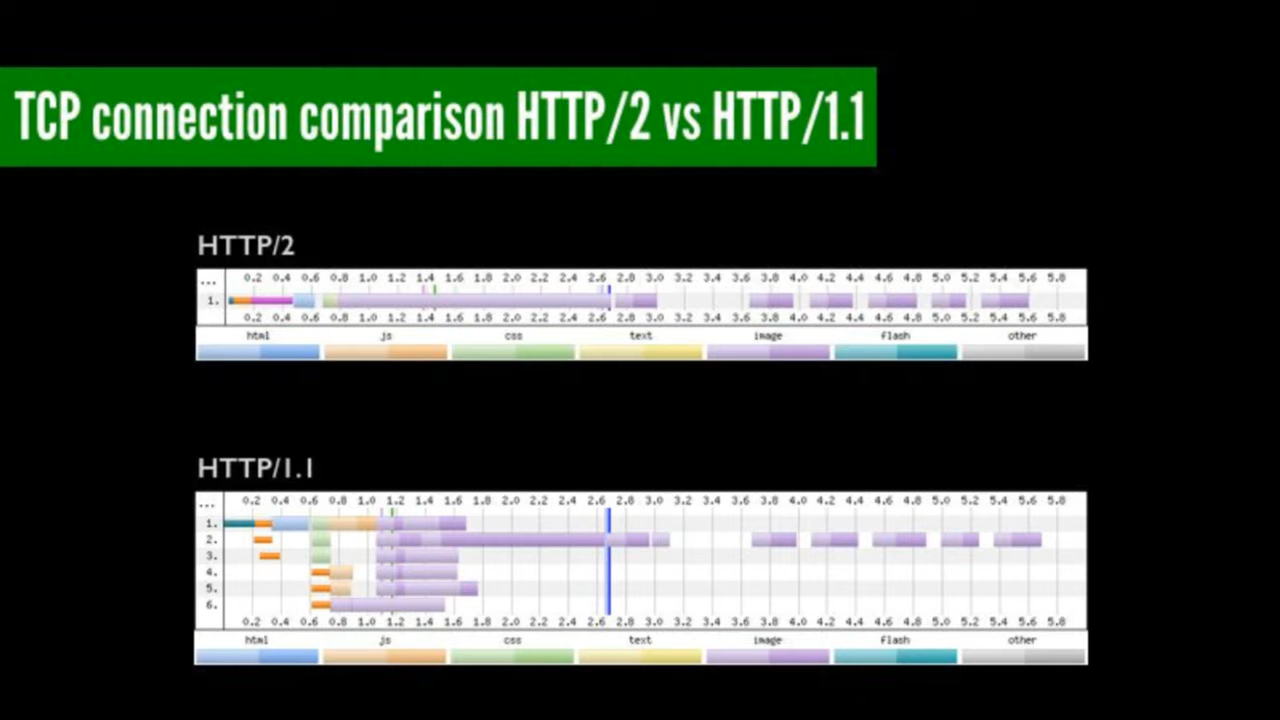 TCP connection comparison HTTP/2 vs HTTP/1.1
HTTP/2
0.2 0.4 0.6 0.8 1.0 1.2 1.4 1.6 1.8 2.0 2.2 2.4 2.6 2.8 3.0 3.2 3.4 3.6 3.8 4.0 4.2 4.4 4.6 4.8 5.0 5.2 5.4 5.6 5.8
...
1.
0.2 0.4 0.6 0.8 1.0 1.2 1.4 1.6 1.8 2.0 2.2 2.4 2.6 2.8 3.0 3.2 3.4 3.6 3.8 4.0 4.2 4.4 4.6 4.8 5.0 5.2 5.4 5.6 5.8
html js css text image flash other
HTTP/1.1
0.2 0.4 0.6 0.8 1.0 1.2 1.4 1.6 1.8 2.0 2.2 2.4 2.6 2.8 3.0 3.2 3.4 3.6 3.8 4.0 4.2 4.4 4.6 4.8 5.0 5.2 5.4 5.6 5.8
...
1.
2.
3.
4.
5.
6.
0.2 0.4 0.6 0.8 1.0 1.2 1.4 1.6 1.8 2.0 2.2 2.4 2.6 2.8 3.0 3.2 3.4 3.6 3.8 4.0 4.2 4.4 4.6 4.8 5.0 5.2 5.4 5.6 5.8
html js css text image flash other